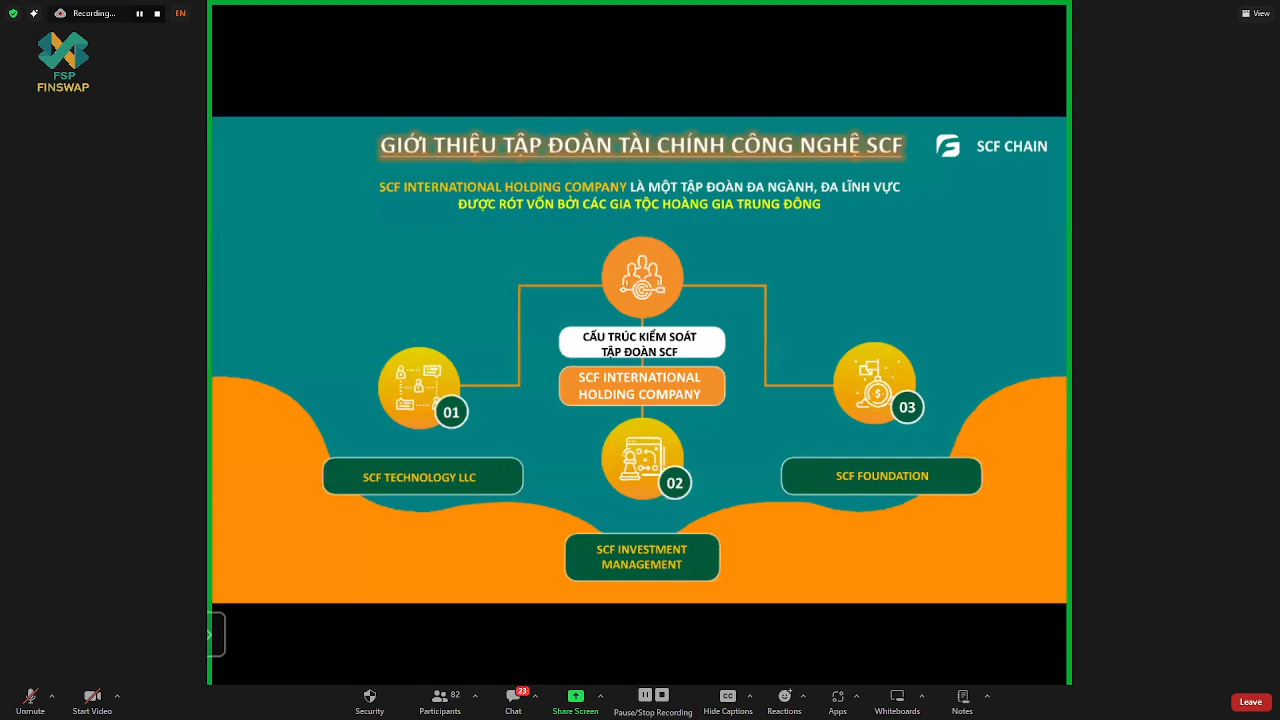 Recording...
EN
View
FSP
FINSWAP
GIỚI THIỆU TẬP ĐOÀN TÀI CHÍNH CÔNG NGHỆ SCF
SCF CHAIN
SCF INTERNATIONAL HOLDING COMPANY LÀ MỘT TẬP ĐOÀN ĐA NGÀNH, ĐA LĨNH VỰC
ĐƯỢC RÓT VỐN BỞI CÁC GIA TỘC HOÀNG GIA TRUNG ĐÔNG
CẤU TRÚC KIỂM SOÁT
TẬP ĐOÀN SCF
SCF INTERNATIONAL
HOLDING COMPANY
01
03
SCF TECHNOLOGY LLC
02
SCF FOUNDATION
SCF INVESTMENT
MANAGEMENT
82
23
Unmute
Start Video
Security
Participants
Chat
Share Screen
Pause/Stop Recording
Hide Captions
Reactions
Apps
Whiteboards
Notes
Leave